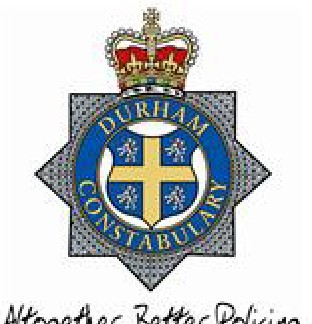 DURHAM
CONSTABULARY
Altogether Better Policing